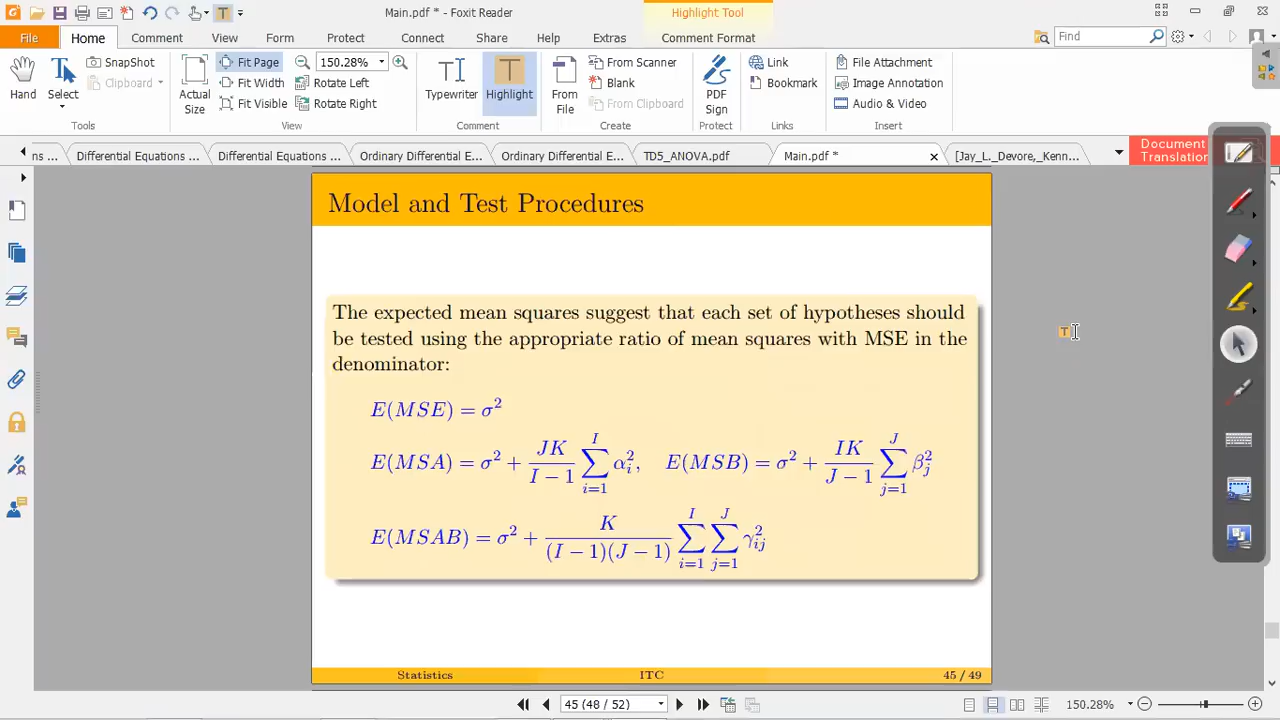 Main.pdf * - Foxit Reader
Highlight Tool
File Home Comment View Form Protect Connect Share Help Extras Comment Format Find
Hand
Select
SnapShot
Clipboard
Tools
Actual Size
Fit Page
Fit Width
Fit Visible
150.28%
Rotate Left
Rotate Right
View
Typewriter
Highlight
Comment
From File
From Scanner
Blank
From Clipboard
Create
PDF Sign
Protect
Link
Bookmark
Links
File Attachment
Image Annotation
Audio & Video
Insert
ns ... Differential Equations ... Differential Equations ... Ordinary Differential E... Ordinary Differential E... TD5_ANOVA.pdf Main.pdf * [Jay_L._Devore,_Kenn...
Document
Translation
Model and Test Procedures
The expected mean squares suggest that each set of hypotheses should
be tested using the appropriate ratio of mean squares with MSE in the
denominator:
E(MSE) = σ²
E(MSA) = σ² + JK/(I − 1) ∑_{i=1}^{I} α_i², E(MSB) = σ² + IK/(J − 1) ∑_{j=1}^{J} β_j²
E(MSAB) = σ² + K/((I − 1)(J − 1)) ∑_{i=1}^{I} ∑_{j=1}^{J} γ_{ij}²
Statistics ITC 45 / 49
45 (48 / 52) 150.28%